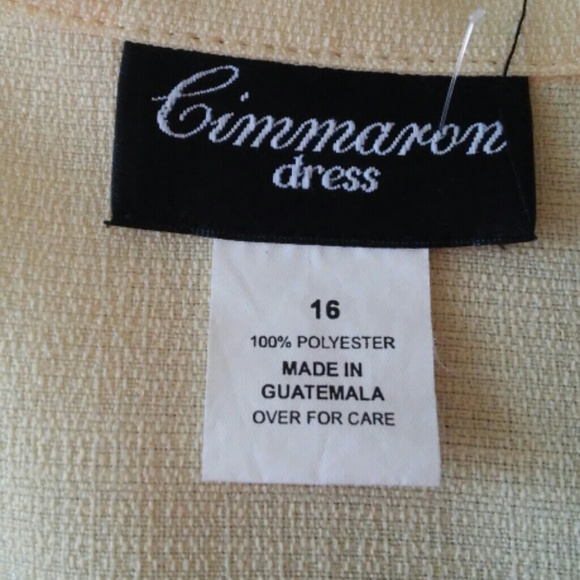 Cimmaron
dress
16
100% POLYESTER
MADE IN
GUATEMALA
OVER FOR CARE